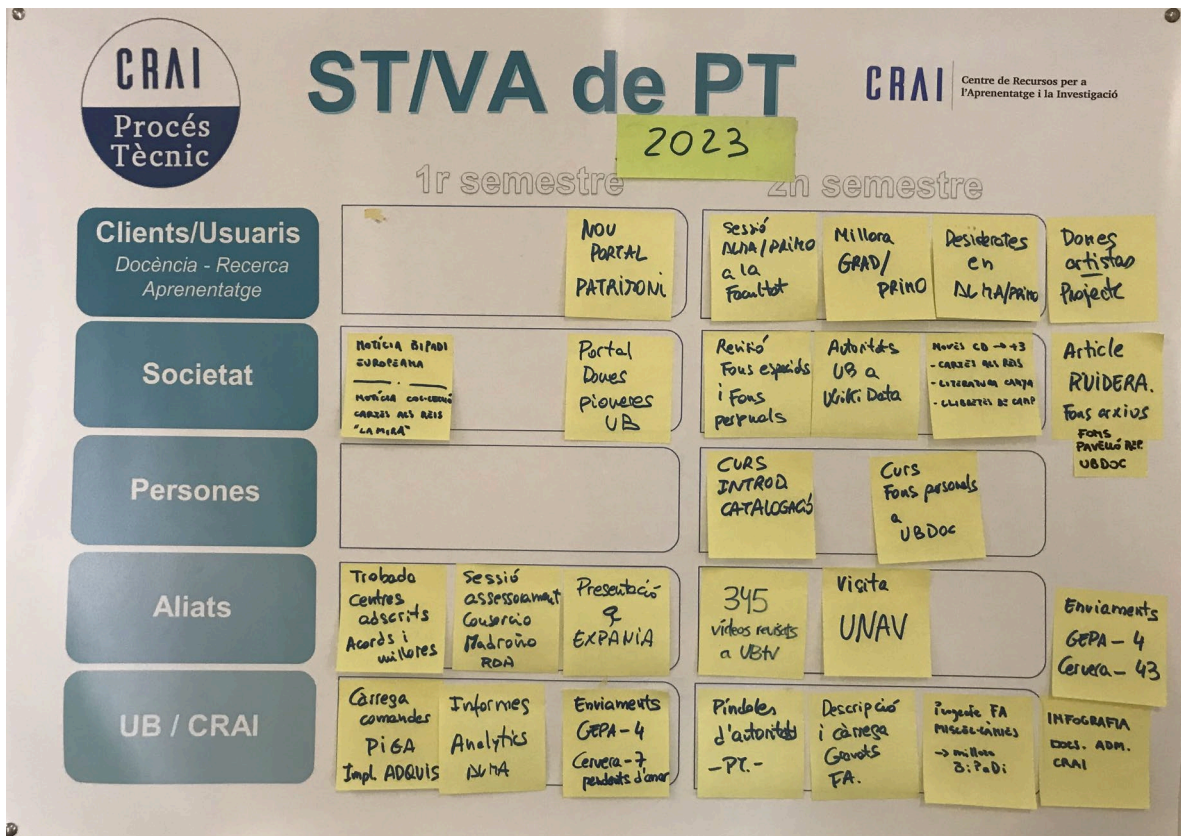 CRAI
Procés
Tècnic
ST/VA de PT
2023
CRAI
Centre de Recursos per a
l'Aprenentatge i la Investigació
1r semestre
2n semestre
Clients/Usuaris
Docència - Recerca
Aprenentatge
NOU
PORTAL
PATRIMONI
Sessió
ALMA/PRIMO
a la
Facultat
Millora
GRAD/
PRIMO
Desiderates
en
ALMA/PRIMO
Dones
artistas
Projecte
Societat
NOTÍCIA BIPADI
EUROPEANA
NOTÍCIA COL·LECCIÓ
CARTES ALS REIS
"LA MIRA"
Portal
Dones
pioneres
UB
Revisió
Fons especials
i Fons
personals
Autoritats
UB a
WikiData
NOVES CD → +3
- CARTES ALS REIS
- LITERATURA CANYA
- LLIBRETES DE CAMP
Article
RUIDERA.
Fons arxius
FONS
PAVELLÓ REP.
UBDOC
Persones
CURS
INTROD.
CATALOGACIÓ
Curs
Fons personals
a
UBDOC
Aliats
Trobada
Centres
adscrits
Acords i
millores
Sessió
assessorament
Consorcio
Madroño
RDA
Presentació
a
EXPANIA
345
vídeos revisats
a UBtv
Visita
UNAV
Enviaments
GEPA - 4
Cervera - 43
UB / CRAI
Càrrega
comandes
PiGA
Impl. ADQUIS
Informes
Analytics
ALMA
Enviaments
GEPA - 4
Cervera - 7
pendents d'anar
Píndoles
d'autoritats
- PT. -
Descripció
i càrrega
Gravats
FA.
Projecte FA
MISCEL·LÀNIES
→ millora
BiPaDi
INFOGRAFIA
DOCS. ADM.
CRAI